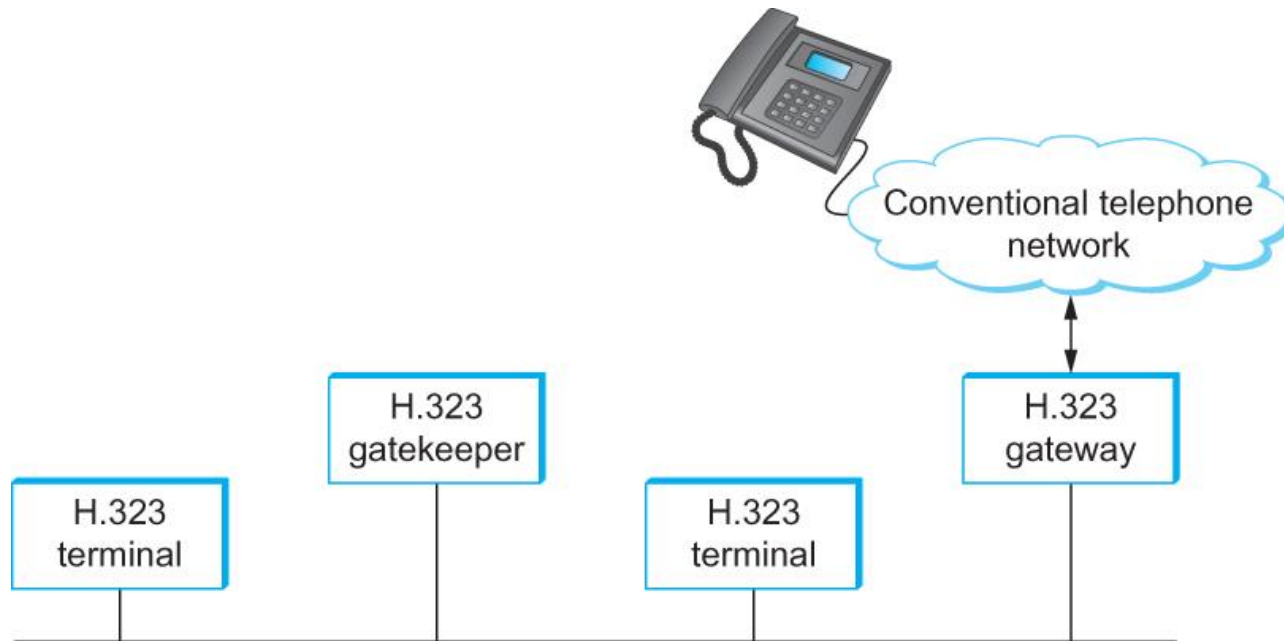 Conventional telephone
network
H.323
gatekeeper
H.323
gateway
H.323
terminal
H.323
terminal